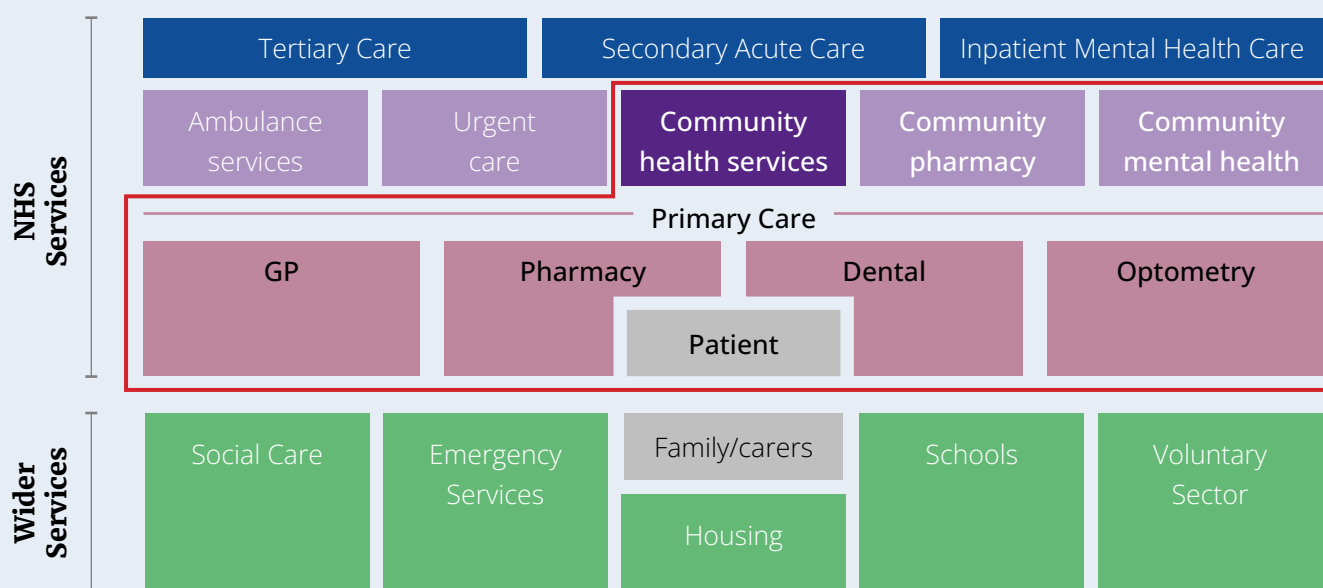 NHS
Services
Tertiary Care
Secondary Acute Care
Inpatient Mental Health Care
Ambulance
services
Urgent
care
Community
health services
Community
pharmacy
Community
mental health
Primary Care
GP
Pharmacy
Dental
Optometry
Patient
Wider
Services
Social Care
Emergency
Services
Family/carers
Housing
Schools
Voluntary
Sector